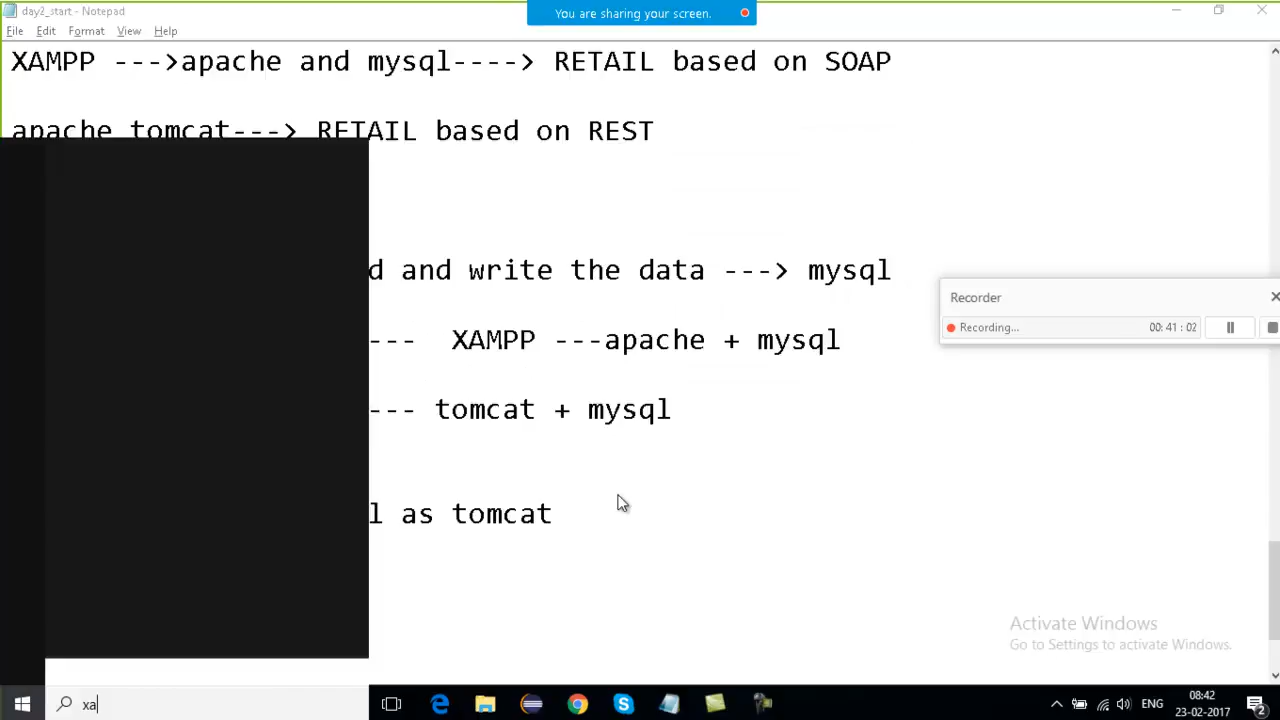 day2_start - Notepad
You are sharing your screen.
File Edit Format View Help
XAMPP --->apache and mysql----> RETAIL based on SOAP
apache tomcat---> RETAIL based on REST
d and write the data ---> mysql
Recorder
Recording... 00:41:02
--- XAMPP ---apache + mysql
--- tomcat + mysql
l as tomcat
Activate Windows
Go to Settings to activate Windows.
xa
ENG
08:42
23-02-2017
2